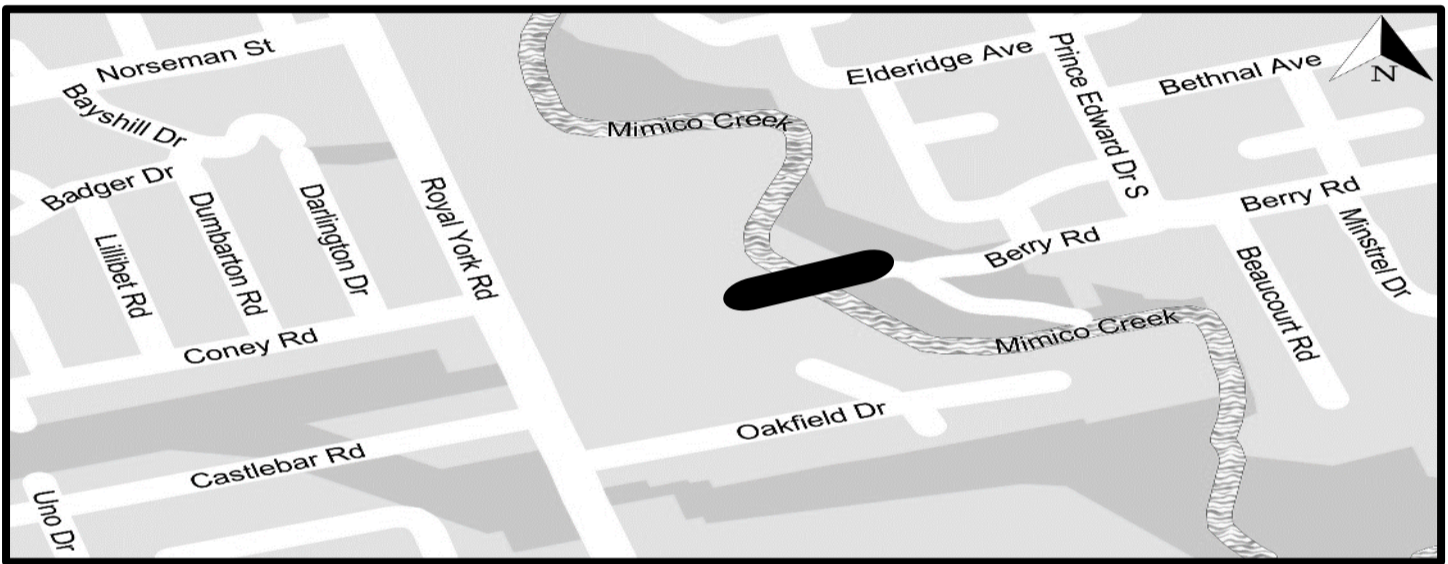 Norseman St
Bayshill Dr
Badger Dr
Lillibet Rd
Dumbarton Rd
Darlington Dr
Royal York Rd
Coney Rd
Castlebar Rd
Uno Dr
Mimico Creek
Elderidge Ave
Prince Edward Dr S
Bethnal Ave
N
Berry Rd
Berry Rd
Minstrel Dr
Beaucourt Rd
Mimico Creek
Oakfield Dr